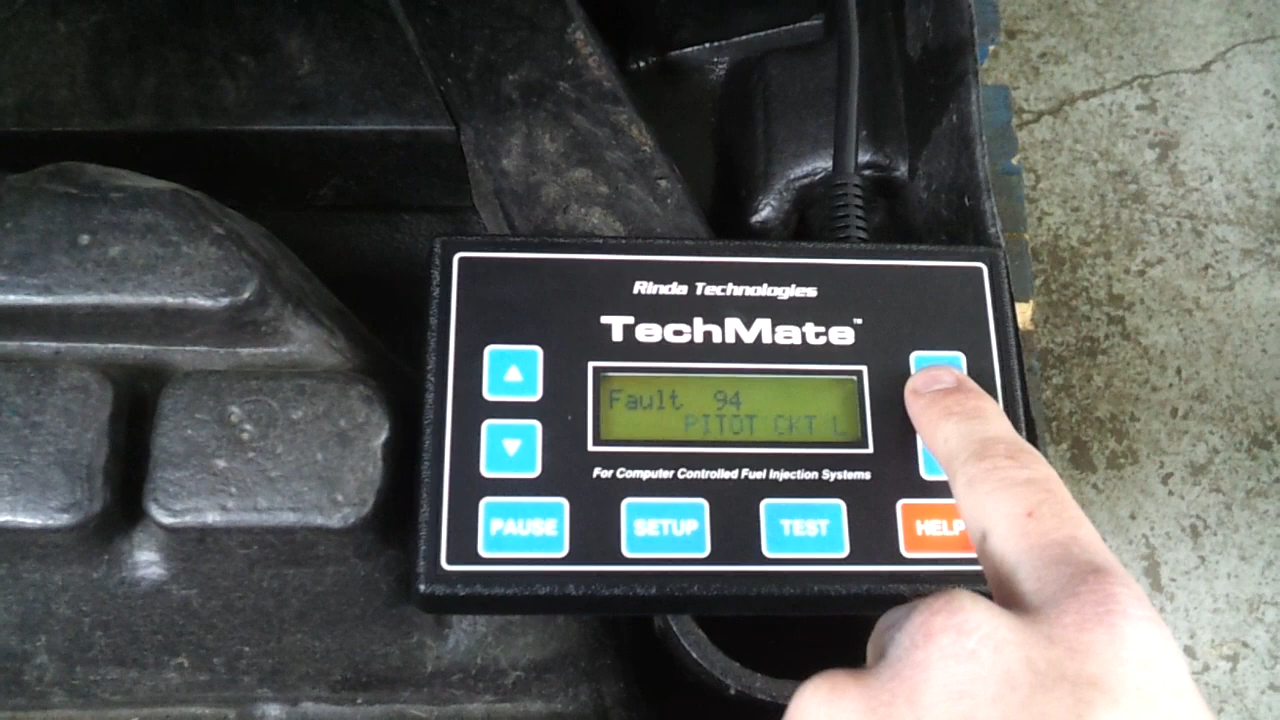 Rinda Technologies
TechMate™
Fault 94
PITOT CKT L
For Computer Controlled Fuel Injection Systems
PAUSE
SETUP
TEST
HELP